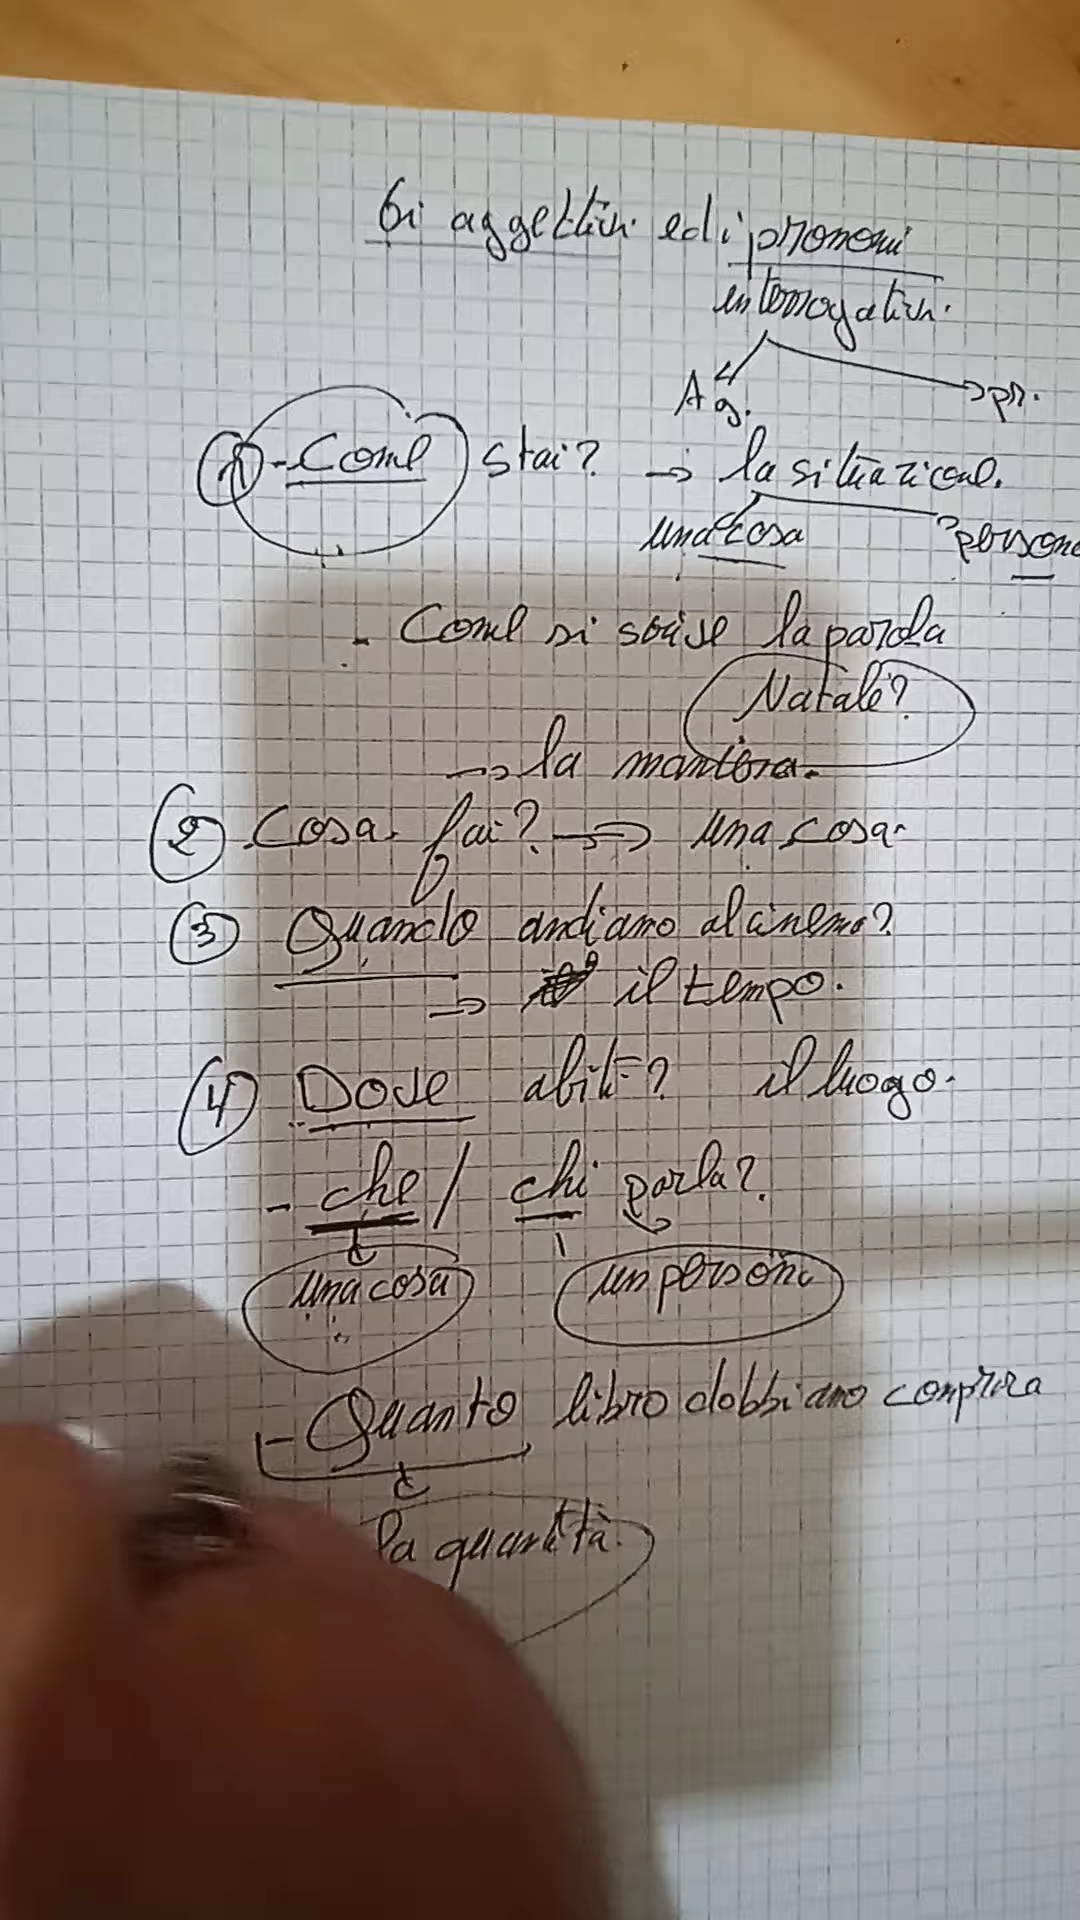 Gi aggettivi ed i pronomi
interrogativi.
Ag. pr.
1 - Come stai? → la situazione.
una cosa persone
- Come si scrive la parola
Natale?
→ la maniera.
2 Cosa fai? → una cosa.
3 Quando andiamo al cinema?
→ il tempo.
4 Dove abiti? il luogo.
- che / chi parla?
una cosa un persona
- Quanto libro dobbiamo comprra
la quantità.